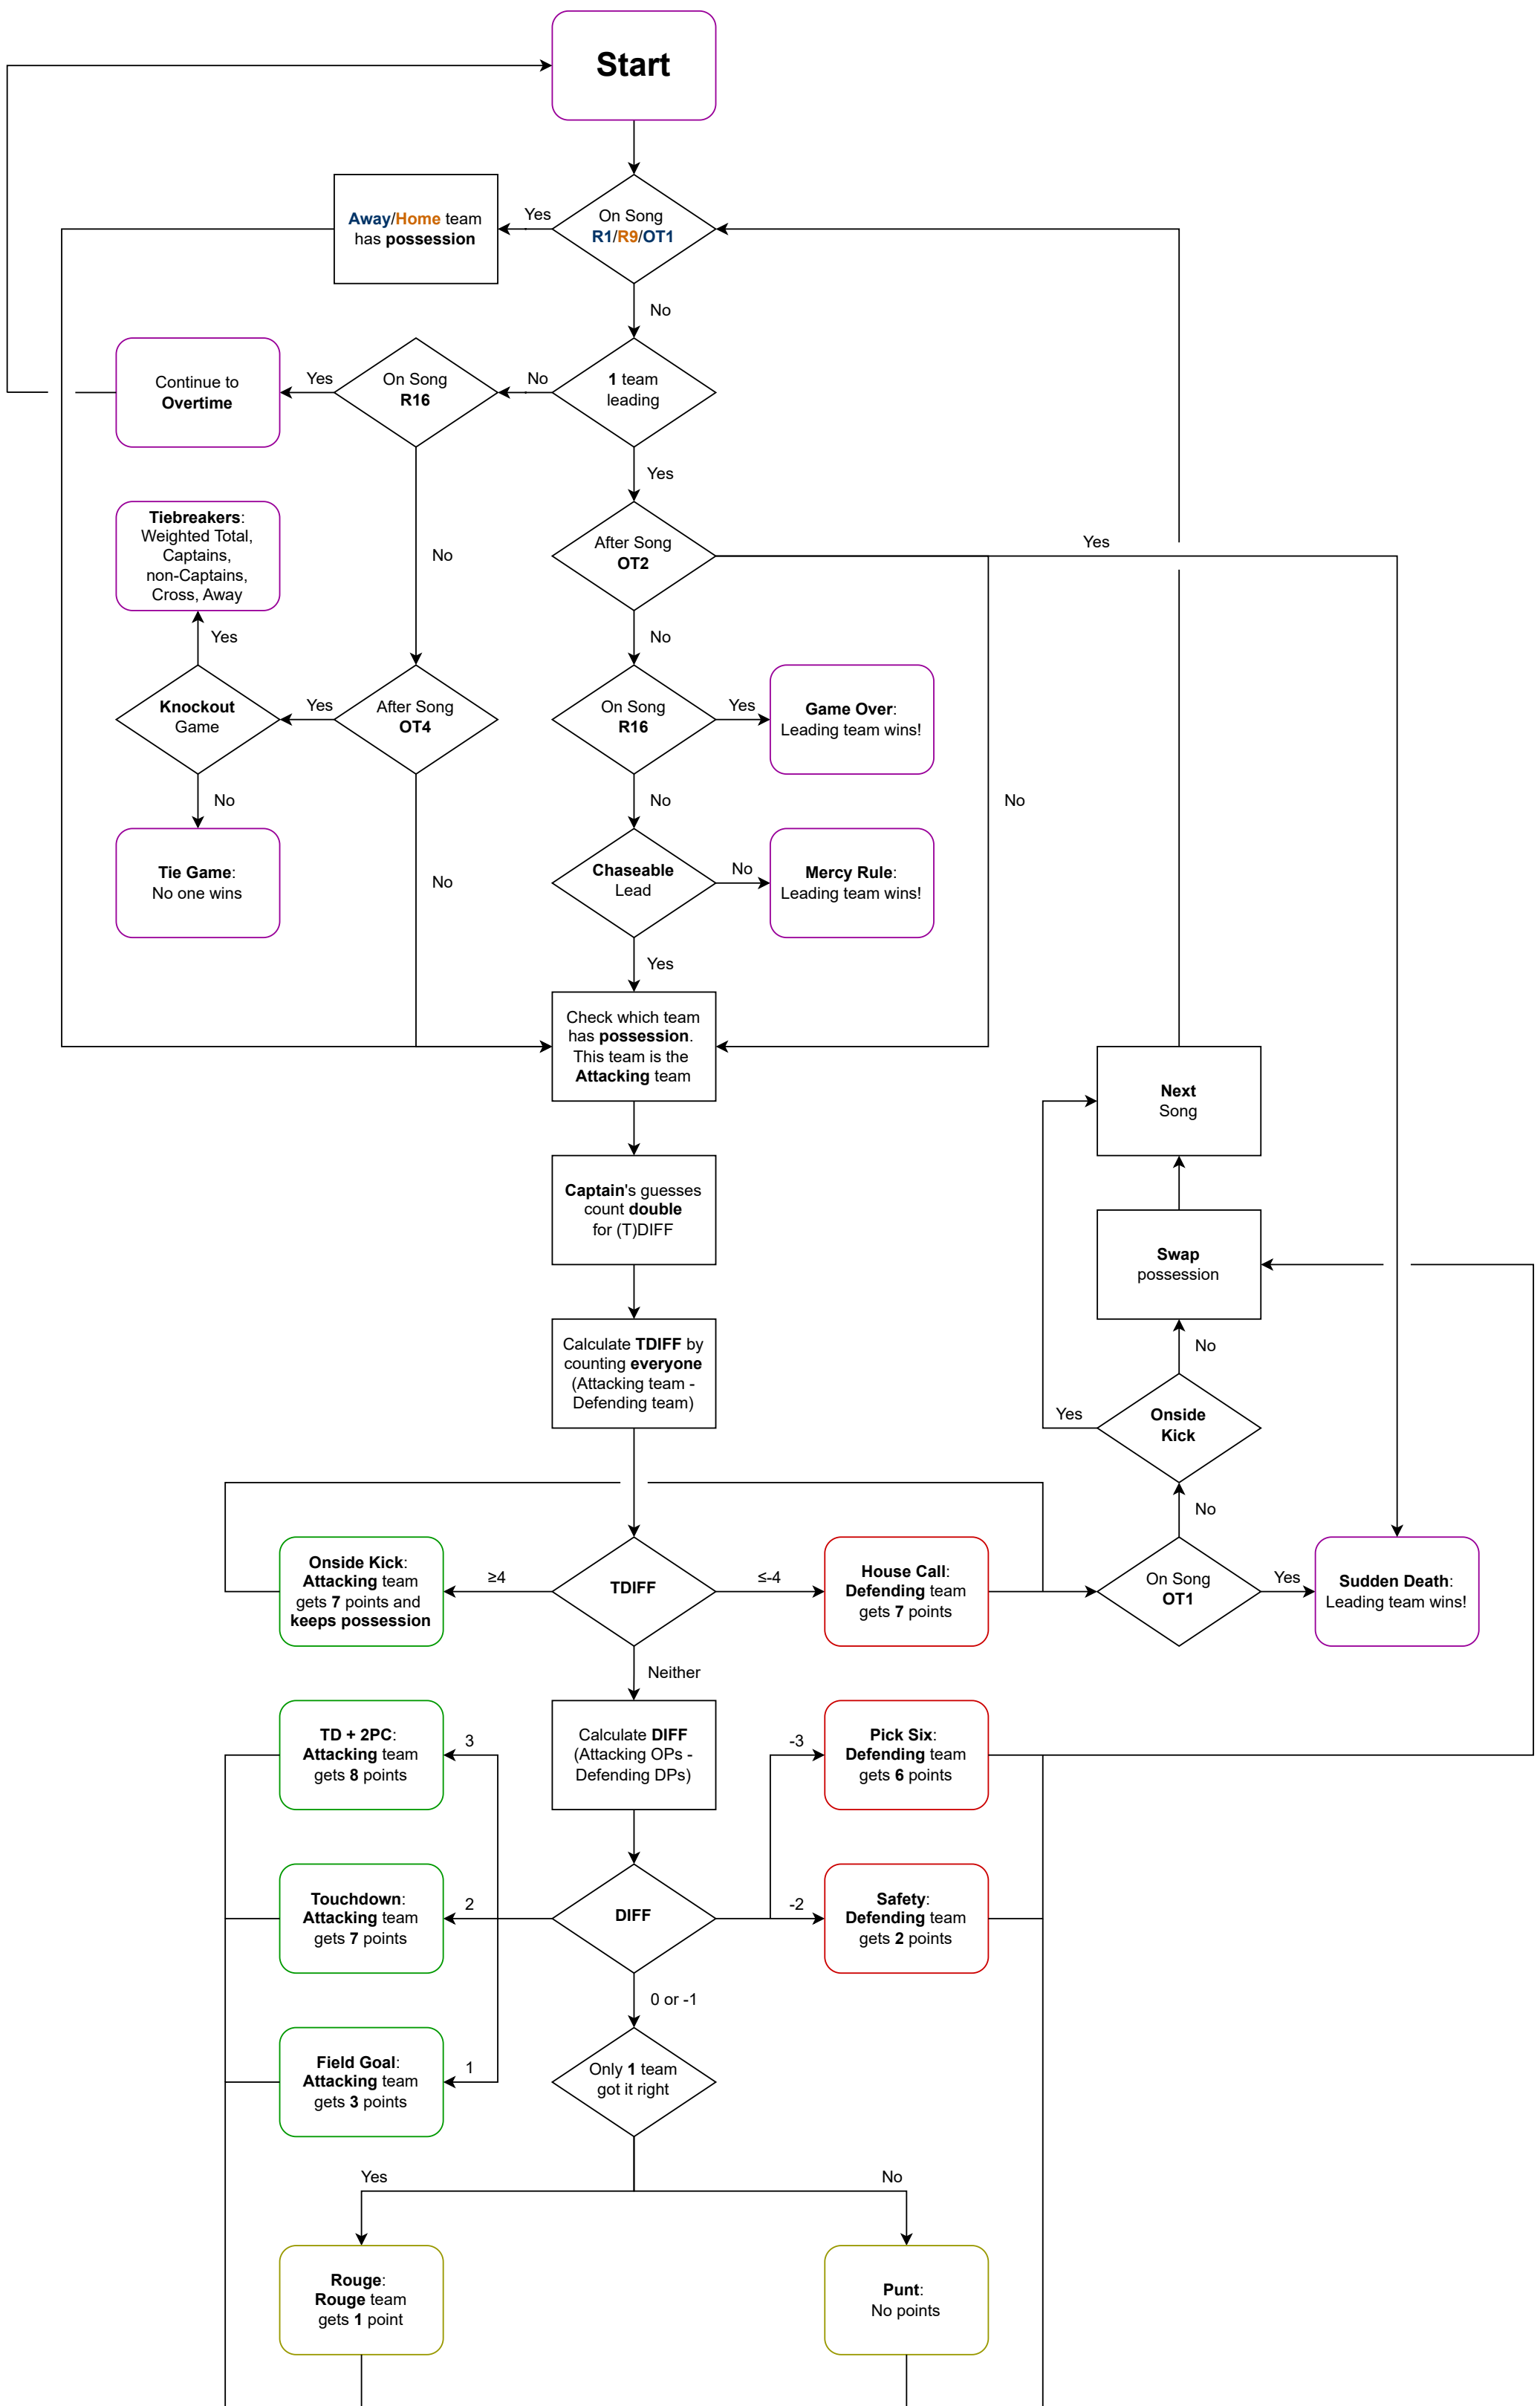 Start
Yes
Away/Home team
has possession
On Song
R1/R9/OT1
No
Continue to
Overtime
Yes
On Song
R16
No
1 team
leading
Yes
Tiebreakers:
Weighted Total,
Captains,
non-Captains,
Cross, Away
No
After Song
OT2
Yes
Yes
No
Knockout
Game
Yes
After Song
OT4
On Song
R16
Yes
Game Over:
Leading team wins!
No
No
No
Tie Game:
No one wins
No
Chaseable
Lead
No
Mercy Rule:
Leading team wins!
Yes
Check which team
has possession.
This team is the
Attacking team
Next
Song
Captain's guesses
count double
for (T)DIFF
Swap
possession
Calculate TDIFF by
counting everyone
(Attacking team -
Defending team)
No
Yes
Onside
Kick
No
Onside Kick:
Attacking team
gets 7 points and
keeps possession
≥4
TDIFF
≤-4
House Call:
Defending team
gets 7 points
On Song
OT1
Yes
Sudden Death:
Leading team wins!
Neither
TD + 2PC:
Attacking team
gets 8 points
3
Calculate DIFF
(Attacking OPs -
Defending DPs)
-3
Pick Six:
Defending team
gets 6 points
Touchdown:
Attacking team
gets 7 points
2
DIFF
-2
Safety:
Defending team
gets 2 points
0 or -1
Field Goal:
Attacking team
gets 3 points
1
Only 1 team
got it right
Yes
No
Rouge:
Rouge team
gets 1 point
Punt:
No points